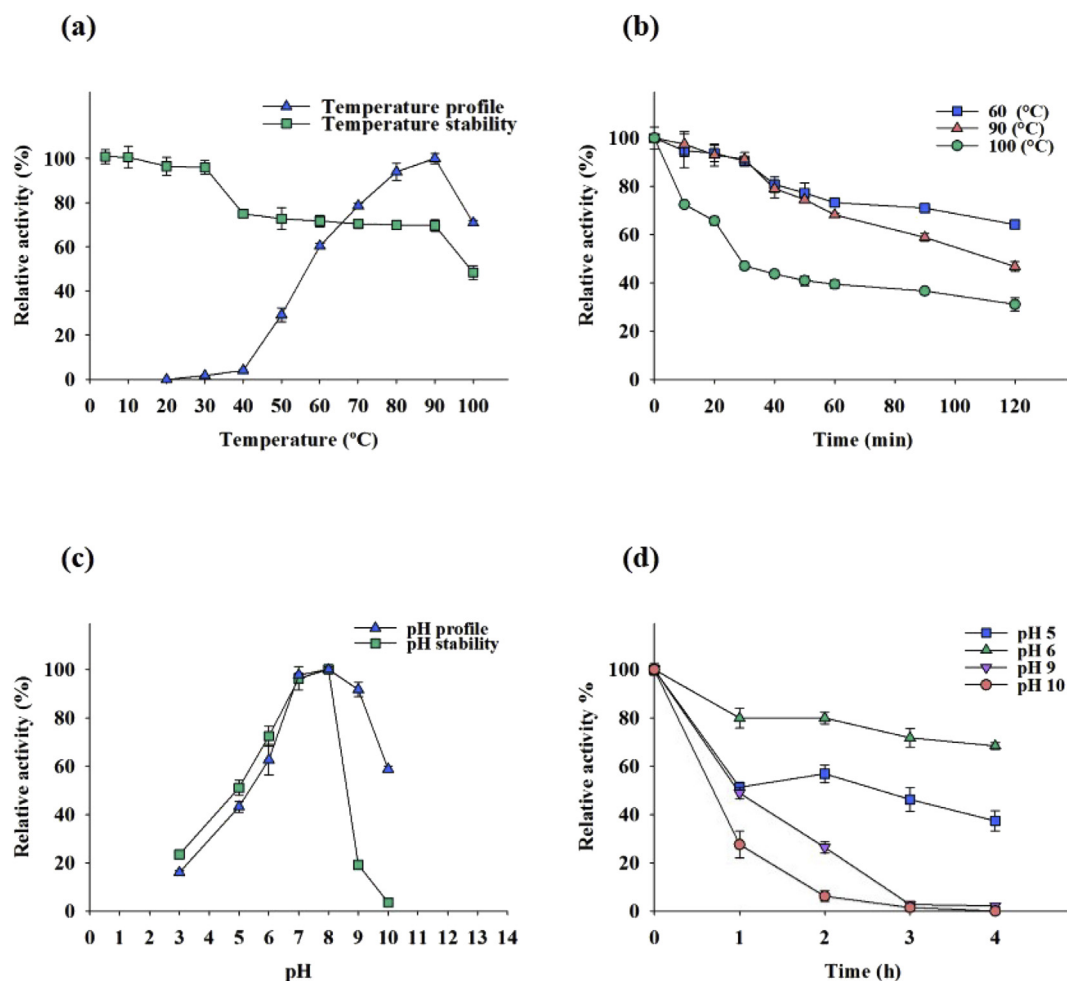 (a)
Temperature profile
Temperature stability
Relative activity (%)
100
80
60
40
20
0
0 10 20 30 40 50 60 70 80 90 100
Temperature (ºC)
(b)
60 (°C)
90 (°C)
100 (°C)
Relative activity (%)
100
80
60
40
20
0
0 20 40 60 80 100 120
Time (min)
(c)
pH profile
pH stability
Relative activity (%)
100
80
60
40
20
0
0 1 2 3 4 5 6 7 8 9 10 11 12 13 14
pH
(d)
pH 5
pH 6
pH 9
pH 10
Relative activity %
100
80
60
40
20
0
0 1 2 3 4
Time (h)